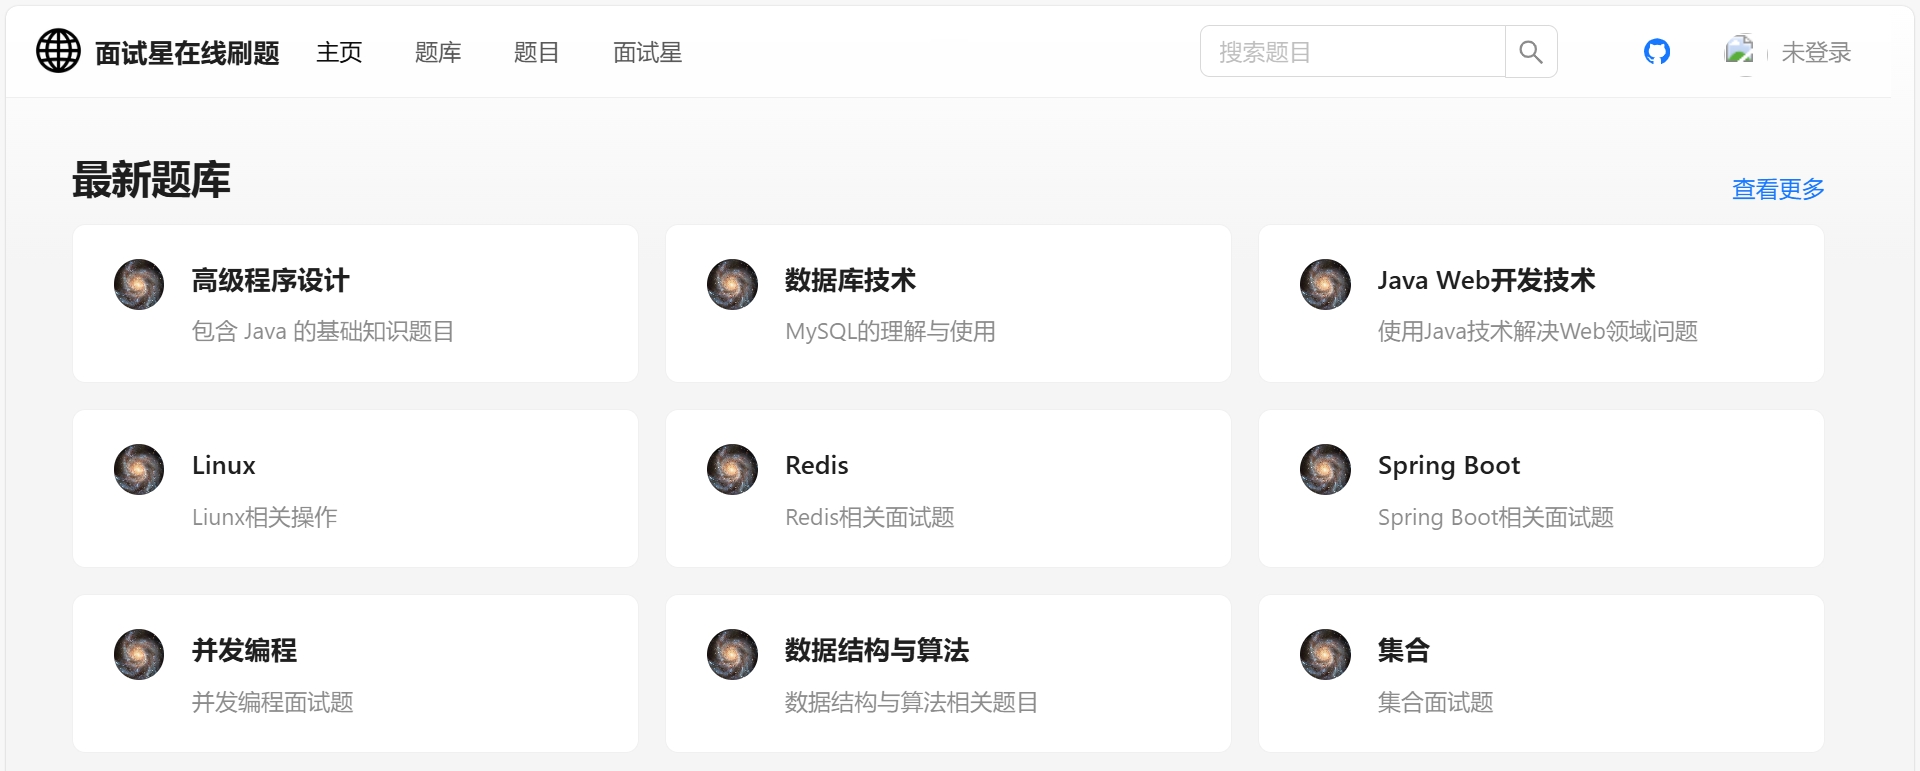 面试星在线刷题 主页 题库 题目 面试星 搜索题目 未登录
最新题库 查看更多
高级程序设计
包含 Java 的基础知识题目
数据库技术
MySQL的理解与使用
Java Web开发技术
使用Java技术解决Web领域问题
Linux
Liunx相关操作
Redis
Redis相关面试题
Spring Boot
Spring Boot相关面试题
并发编程
并发编程面试题
数据结构与算法
数据结构与算法相关题目
集合
集合面试题